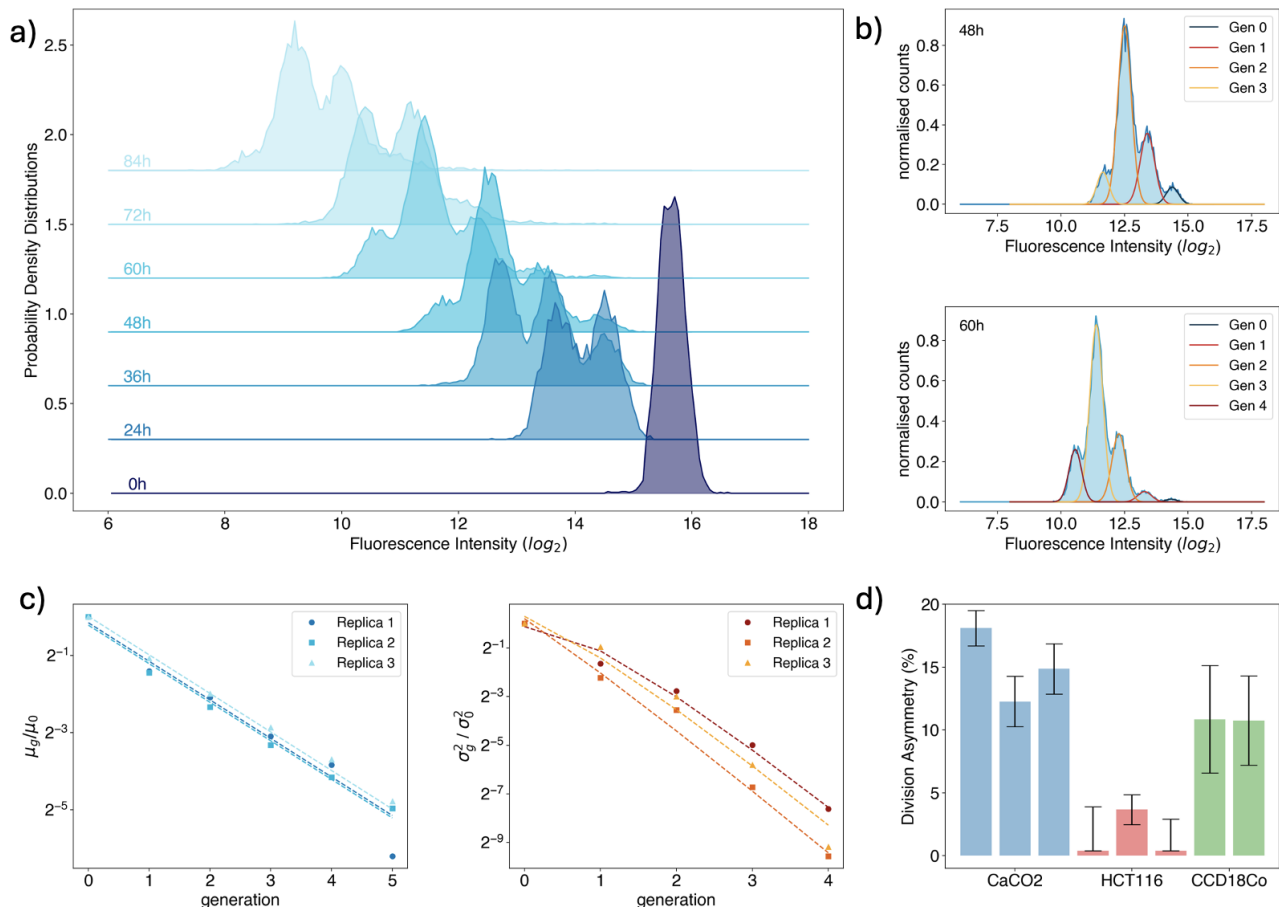 a)
Probability Density Distributions
2.5
2.0
1.5
1.0
0.5
0.0
84h
72h
60h
48h
36h
24h
0h
6 8 10 12 14 16 18
Fluorescence Intensity (log₂)
b)
48h
normalised counts
0.8
0.6
0.4
0.2
0.0
Gen 0
Gen 1
Gen 2
Gen 3
7.5 10.0 12.5 15.0 17.5
Fluorescence Intensity (log₂)
60h
normalised counts
0.8
0.6
0.4
0.2
0.0
Gen 0
Gen 1
Gen 2
Gen 3
Gen 4
7.5 10.0 12.5 15.0 17.5
Fluorescence Intensity (log₂)
c)
μg/μ0
2⁻¹
2⁻³
2⁻⁵
Replica 1
Replica 2
Replica 3
0 1 2 3 4 5
generation
σ²g / σ²0
2⁻¹
2⁻³
2⁻⁵
2⁻⁷
2⁻⁹
Replica 1
Replica 2
Replica 3
0 1 2 3 4
generation
d)
Division Asymmetry (%)
20
15
10
5
0
CaCO2 HCT116 CCD18Co